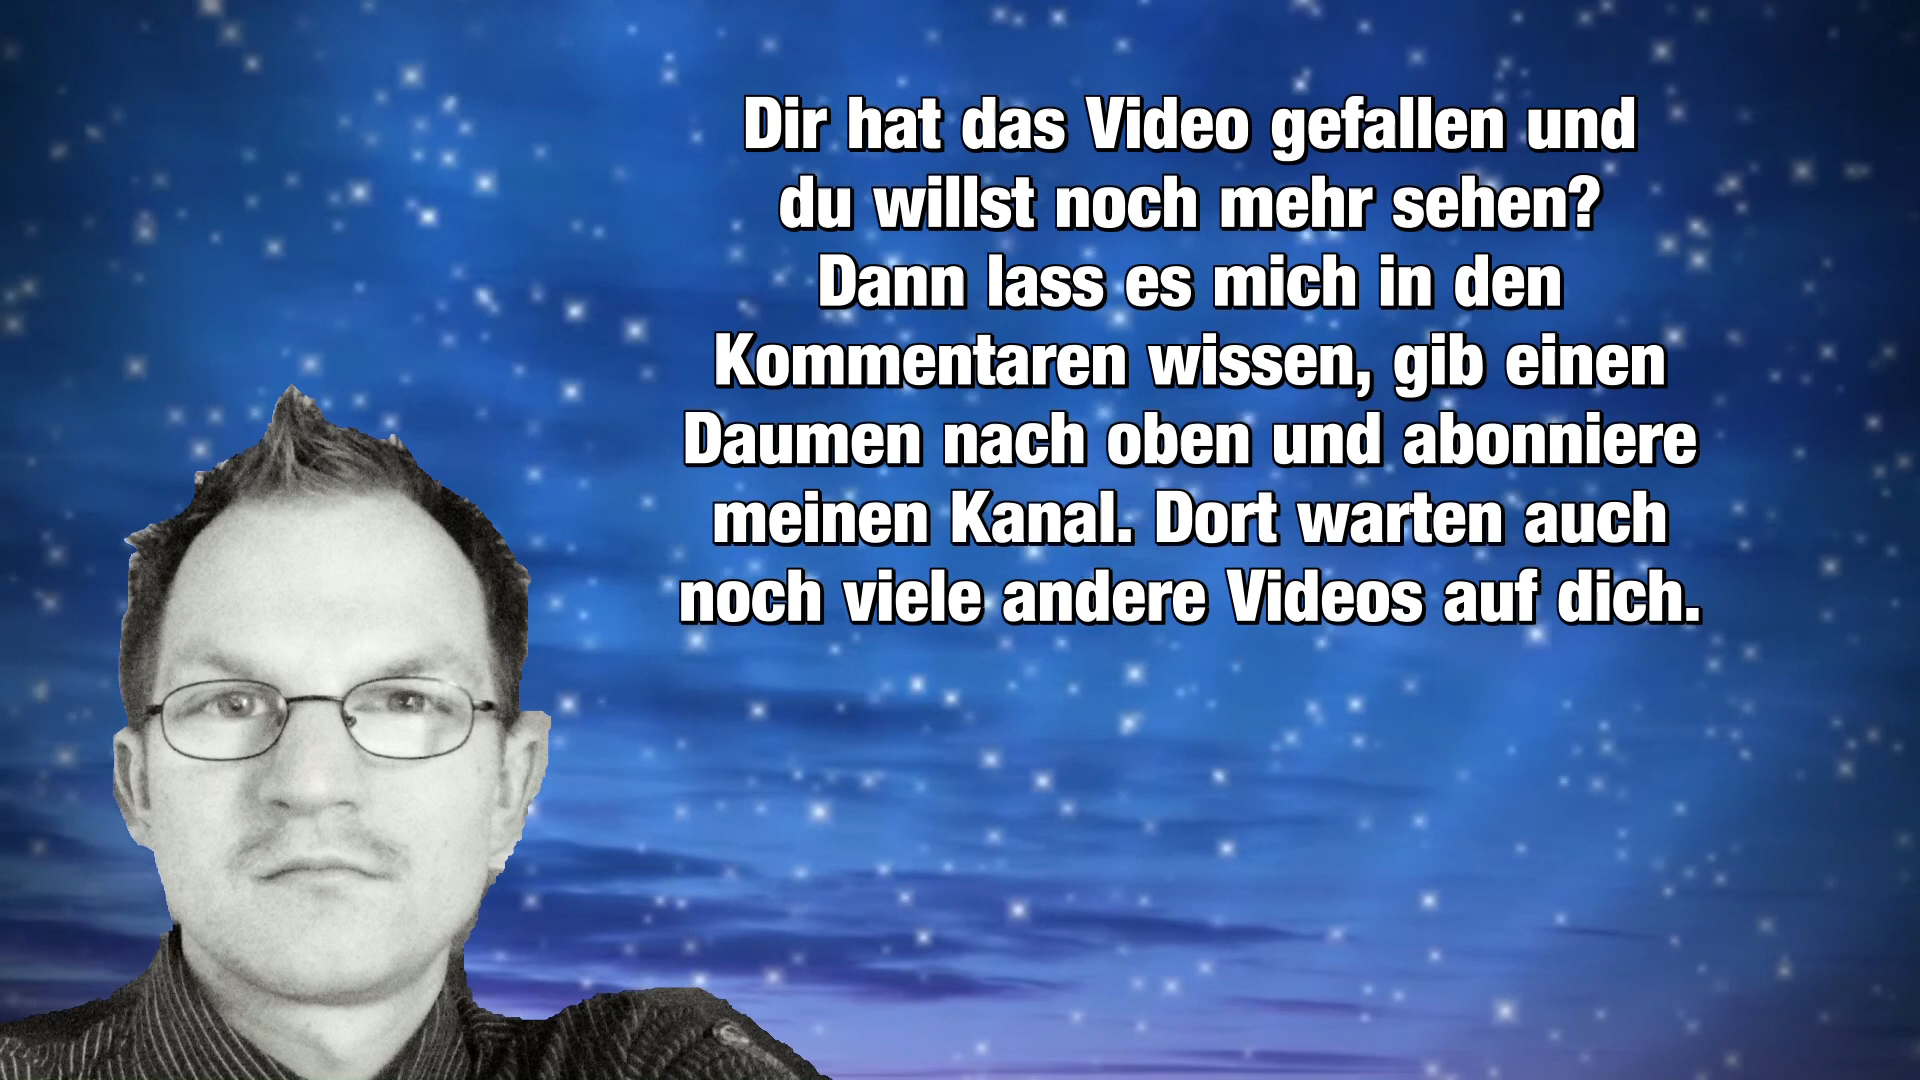 Dir hat das Video gefallen und
du willst noch mehr sehen?
Dann lass es mich in den
Kommentaren wissen, gib einen
Daumen nach oben und abonniere
meinen Kanal. Dort warten auch
noch viele andere Videos auf dich.